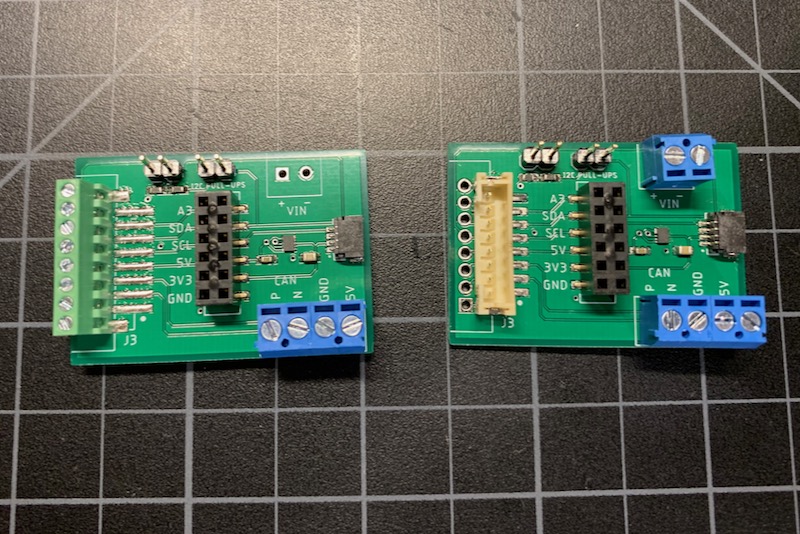 I2C PULL-UPS
A3
SDA
SCL
5V
3V3
GND
+ -
VIN
CAN
P N GND 5V
J3
I2C PULL-UPS
A3
SDA
SCL
5V
3V3
GND
+ -
VIN
CAN
P N GND 5V
J3